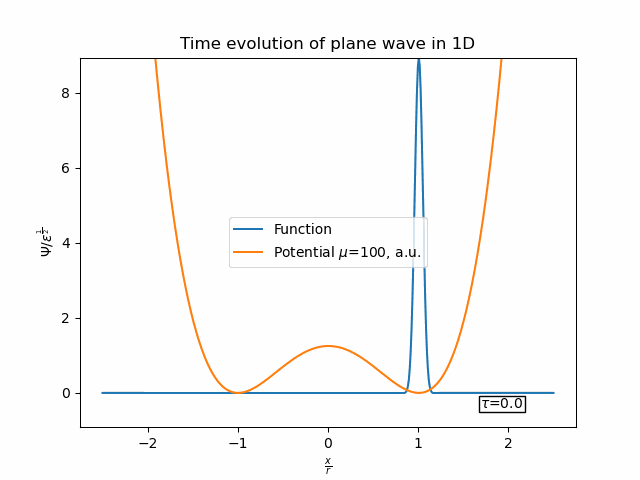 Time evolution of plane wave in 1D
Ψ/ε^{1/2}
8
6
4
2
0
Function
Potential μ=100, a.u.
τ=0.0
−2 −1 0 1 2
x/r